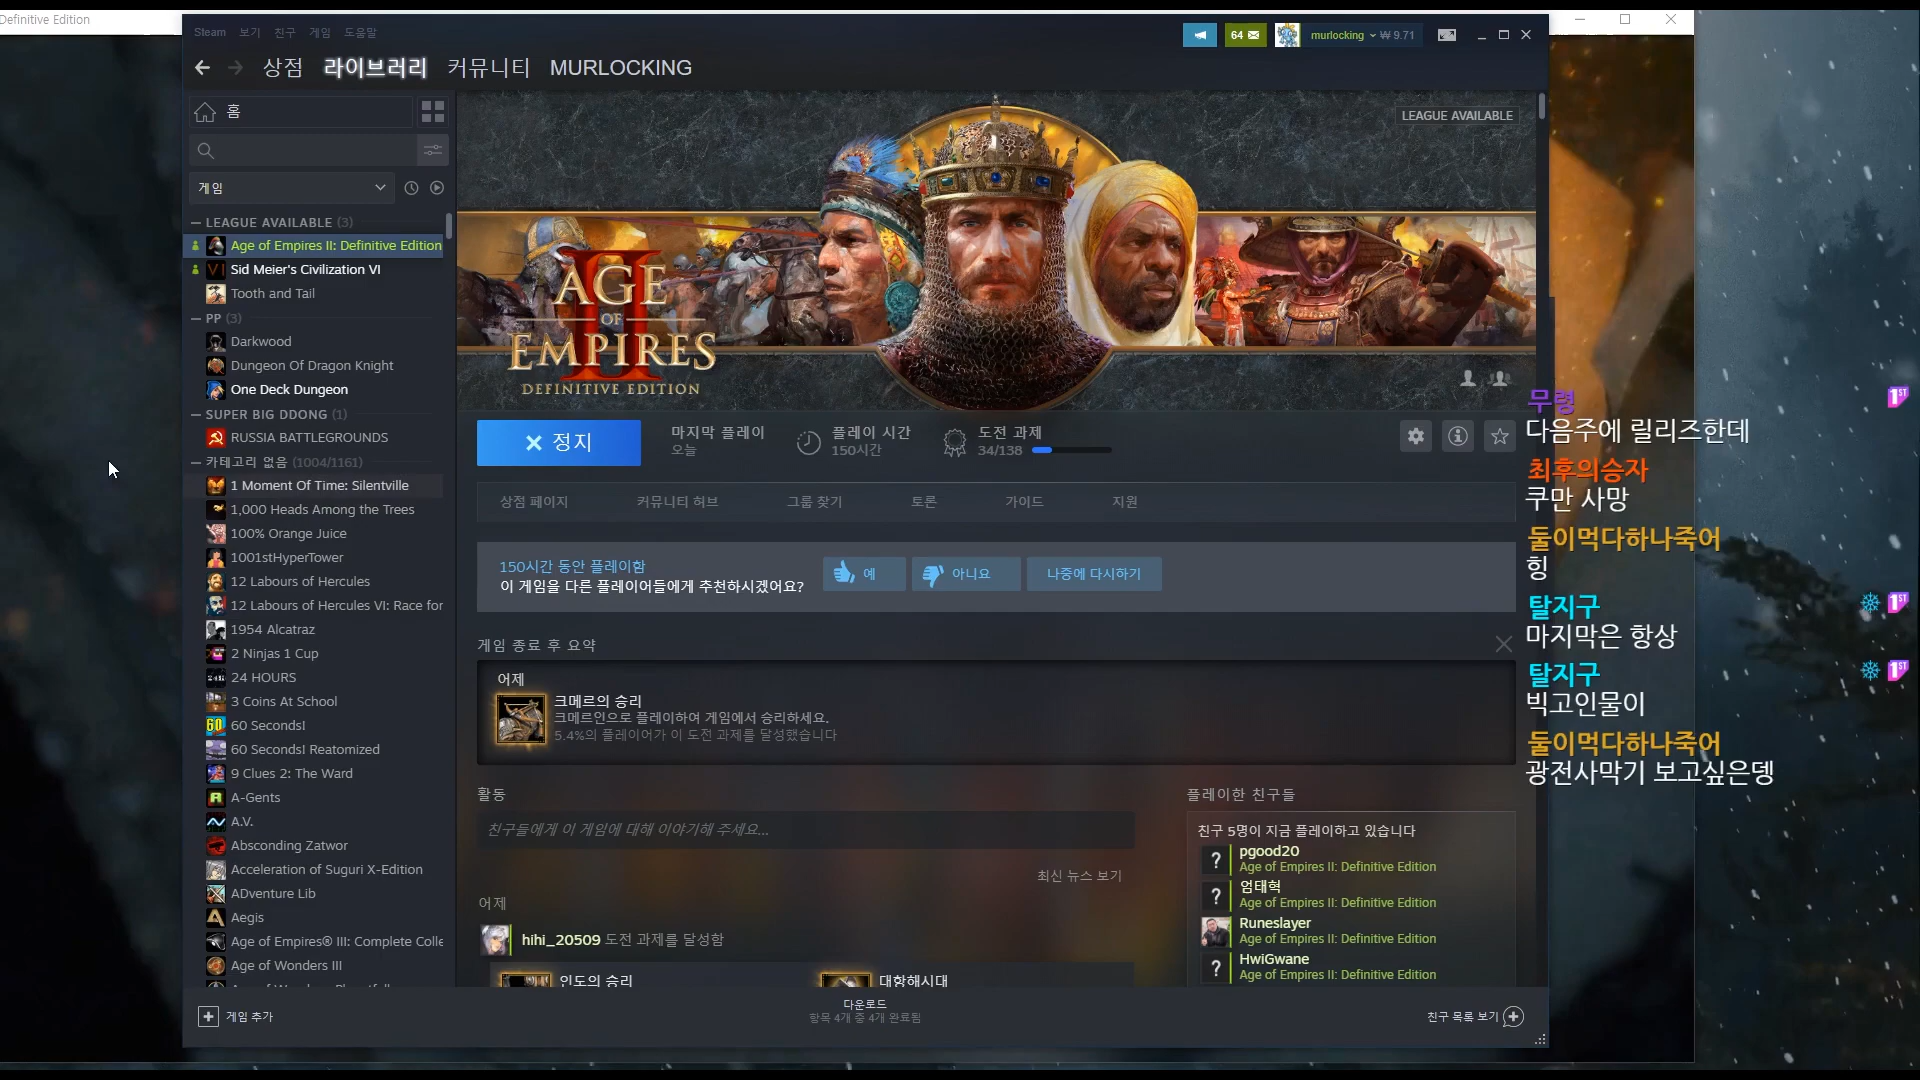 Definitive Edition
Steam 보기 친구 게임 도움말
64
murlocking ₩ 9.71
상점 라이브러리 커뮤니티 MURLOCKING
홈
게임
LEAGUE AVAILABLE (3)
Age of Empires II: Definitive Edition
Sid Meier's Civilization VI
Tooth and Tail
PP (3)
Darkwood
Dungeon Of Dragon Knight
One Deck Dungeon
SUPER BIG DDONG (1)
RUSSIA BATTLEGROUNDS
카테고리 없음 (1004/1161)
1 Moment Of Time: Silentville
1,000 Heads Among the Trees
100% Orange Juice
1001stHyperTower
12 Labours of Hercules
12 Labours of Hercules VI: Race for
1954 Alcatraz
2 Ninjas 1 Cup
24 HOURS
3 Coins At School
60 Seconds!
60 Seconds! Reatomized
9 Clues 2: The Ward
A-Gents
A.V.
Absconding Zatwor
Acceleration of Suguri X-Edition
ADventure Lib
Aegis
Age of Empires® III: Complete Colle
Age of Wonders III
게임 추가
LEAGUE AVAILABLE
II
AGE
OF
EMPIRES
DEFINITIVE EDITION
정지
마지막 플레이
오늘
플레이 시간
150시간
도전 과제
34/138
상점 페이지 커뮤니티 허브 그룹 찾기 토론 가이드 지원
150시간 동안 플레이함
이 게임을 다른 플레이어들에게 추천하시겠어요?
예
아니요
나중에 다시하기
게임 종료 후 요약
어제
크메르의 승리
크메르인으로 플레이하여 게임에서 승리하세요.
5.4%의 플레이어가 이 도전 과제를 달성했습니다
활동
친구들에게 이 게임에 대해 이야기해 주세요...
최신 뉴스 보기
어제
hihi_20509 도전 과제를 달성함
인도의 승리
대항해시대
플레이한 친구들
친구 5명이 지금 플레이하고 있습니다
pgood20
Age of Empires II: Definitive Edition
엄태혁
Age of Empires II: Definitive Edition
Runeslayer
Age of Empires II: Definitive Edition
HwiGwane
Age of Empires II: Definitive Edition
다운로드
항목 4개 중 4개 완료됨
친구 목록 보기
무령
다음주에 릴리즈한데
최후의승자
쿠만 사망
둘이먹다하나죽어
힝
탈지구
마지막은 항상
탈지구
빅고인물이
둘이먹다하나죽어
광전사막기 보고싶은뎅